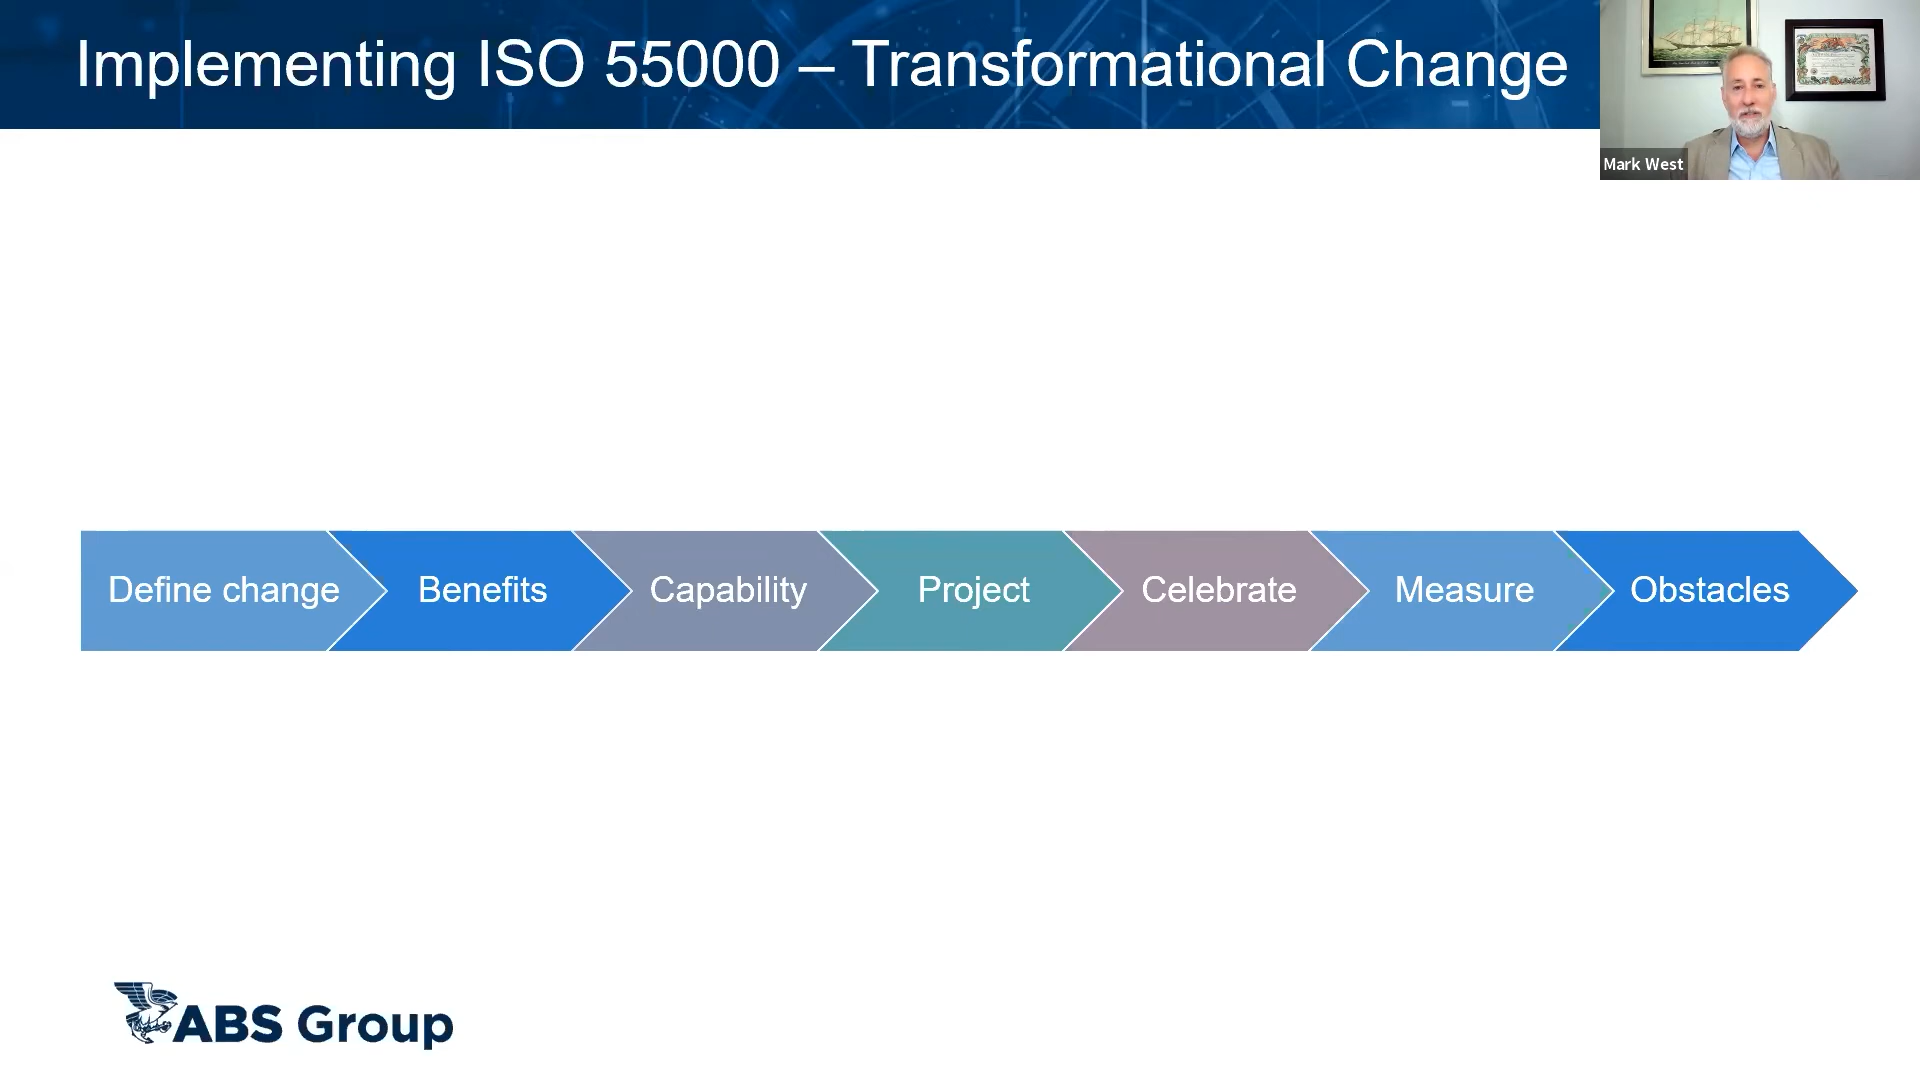 Implementing ISO 55000 – Transformational Change
Mark West
Define change
Benefits
Capability
Project
Celebrate
Measure
Obstacles
ABS Group